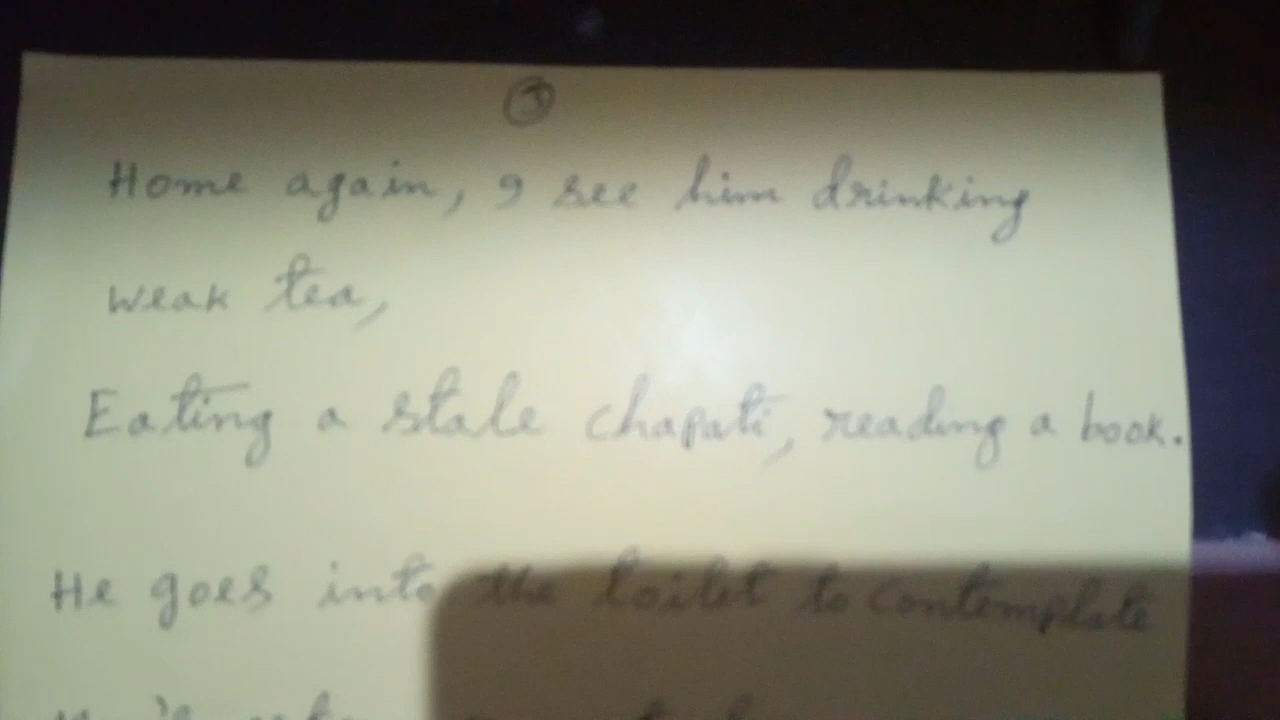 3
Home again, I see him drinking
weak tea,
Eating a stale chapati, reading a book.
He goes into the toilet to contemplate